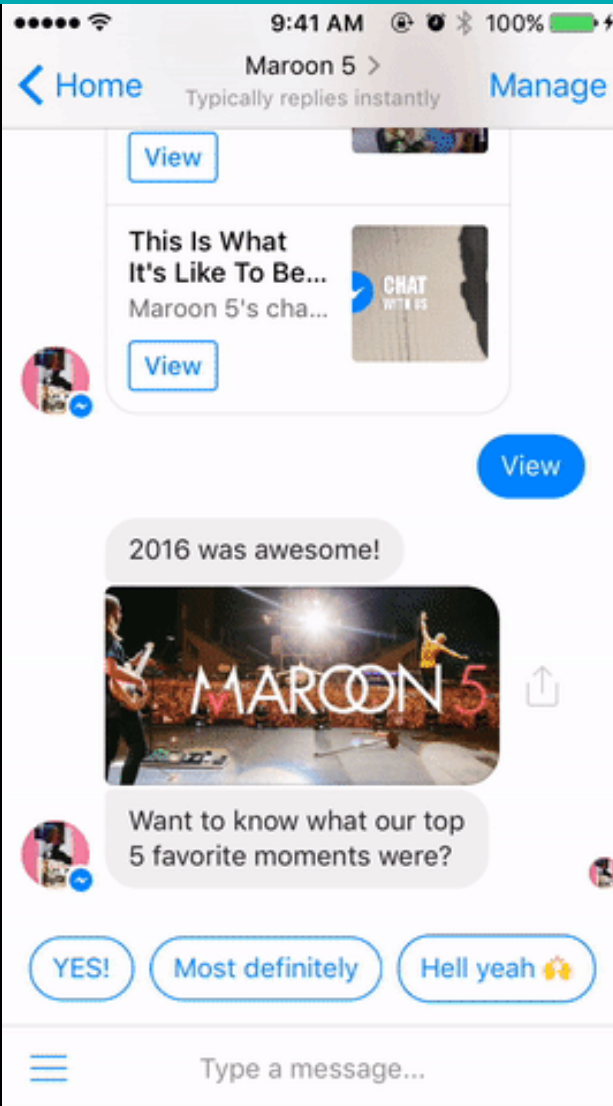 9:41 AM 100%
Home
Maroon 5 >
Manage
Typically replies instantly
View
This Is What
It's Like To Be...
Maroon 5's cha...
CHAT
WITH US
View
View
2016 was awesome!
MAROON 5
Want to know what our top
5 favorite moments were?
YES! Most definitely Hell yeah 🙌
Type a message...